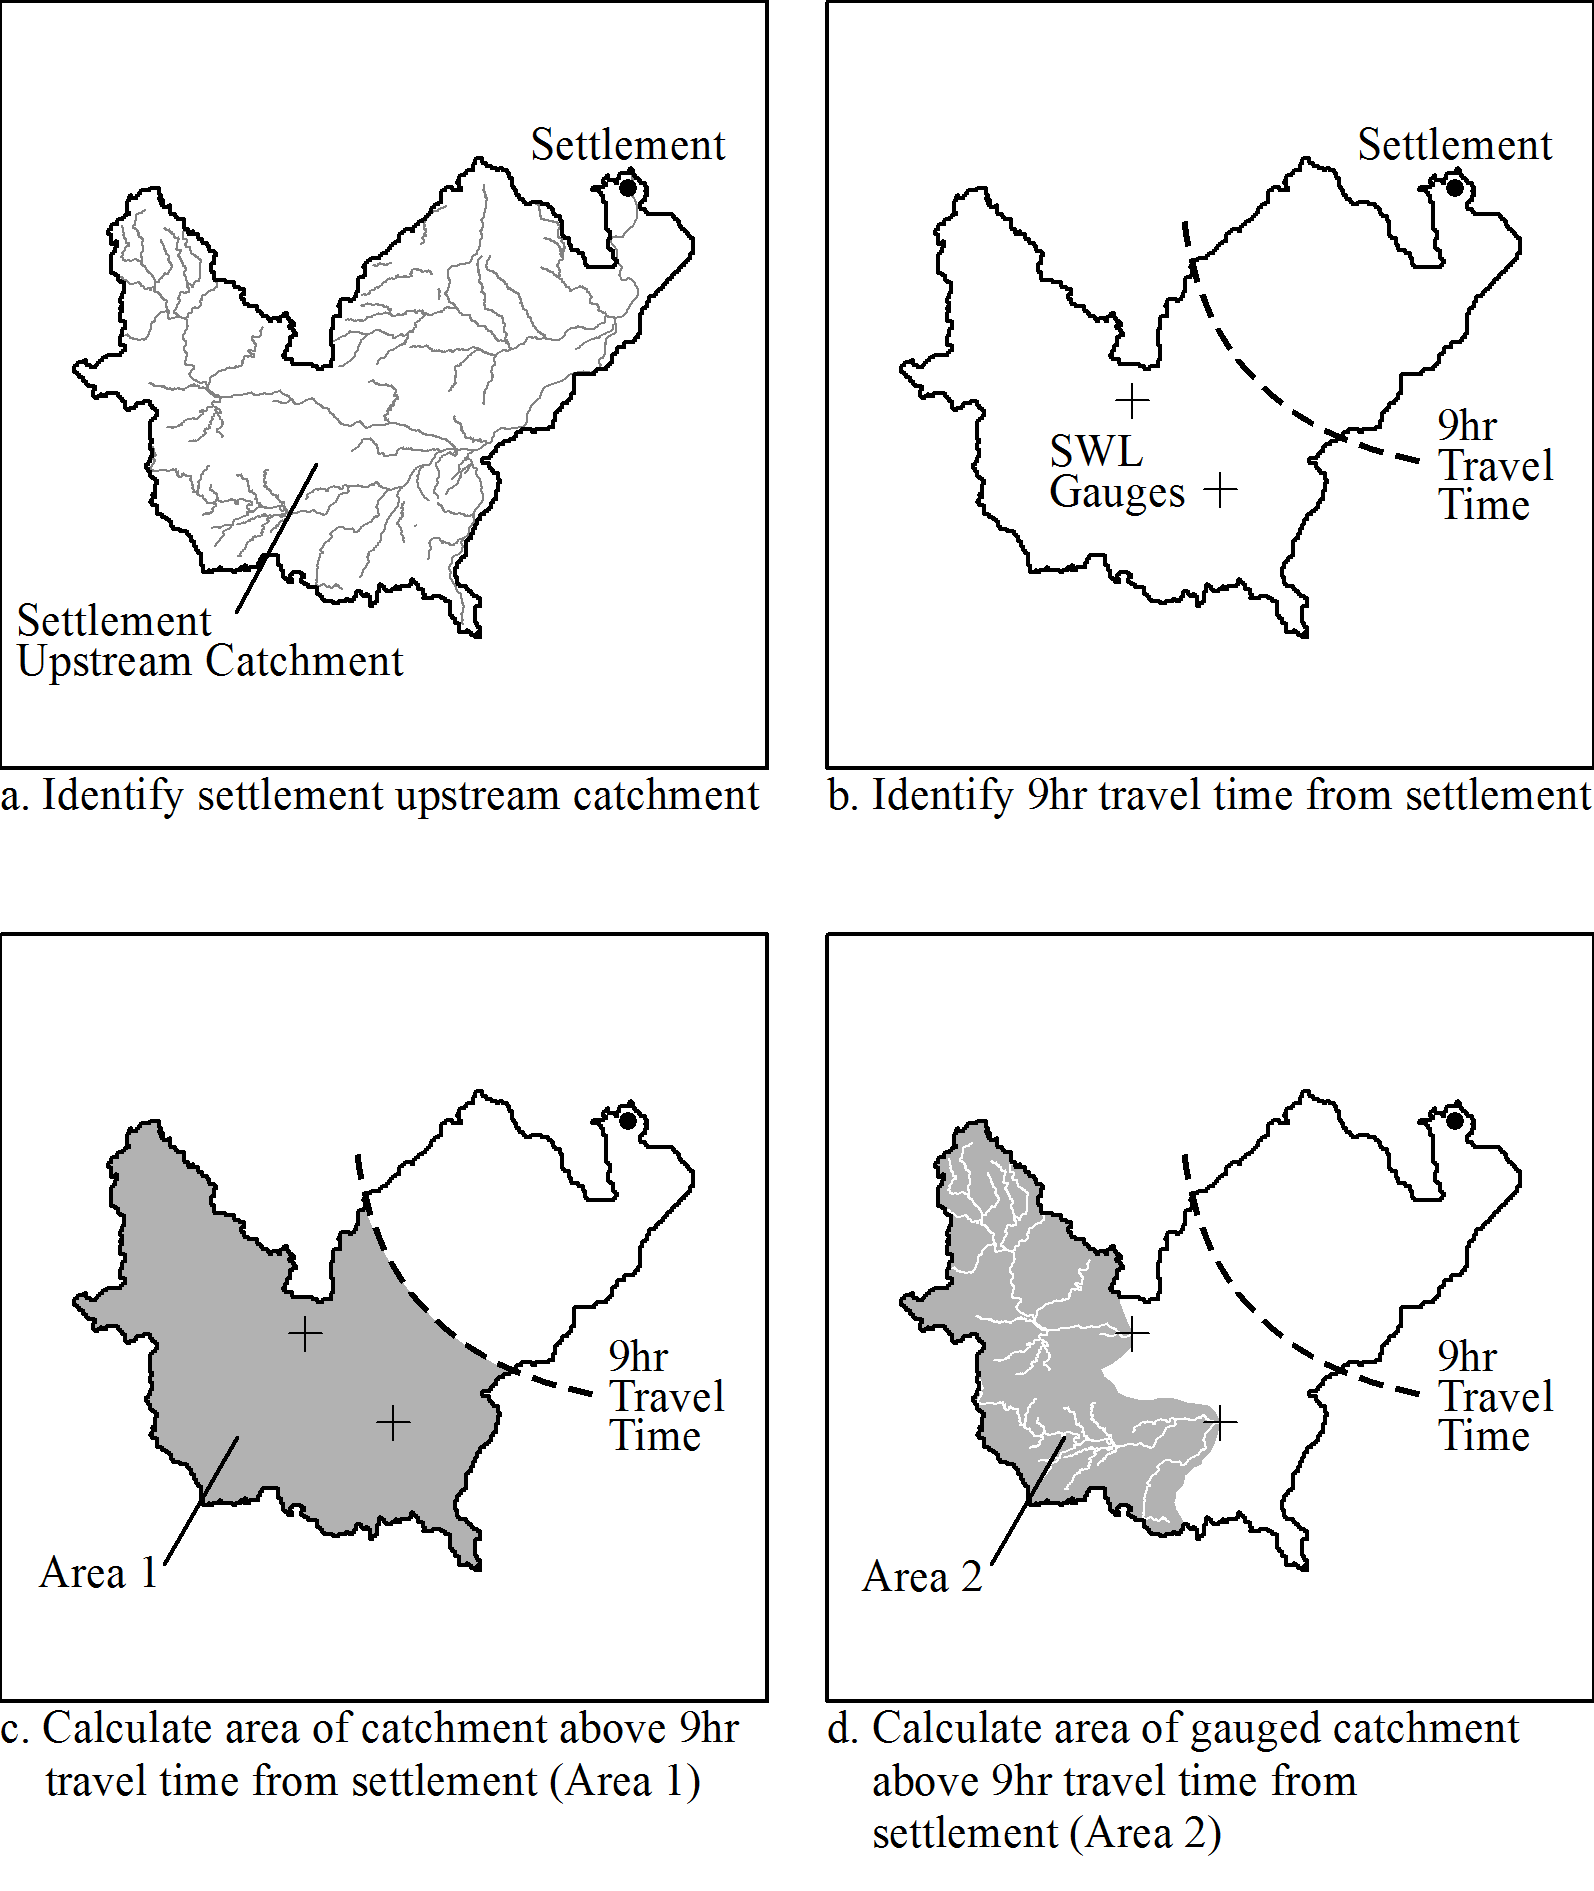 Settlement
Settlement
Upstream Catchment
a. Identify settlement upstream catchment
Settlement
SWL
Gauges
9hr
Travel
Time
b. Identify 9hr travel time from settlement
9hr
Travel
Time
Area 1
c. Calculate area of catchment above 9hr
travel time from settlement (Area 1)
9hr
Travel
Time
Area 2
d. Calculate area of gauged catchment
above 9hr travel time from
settlement (Area 2)